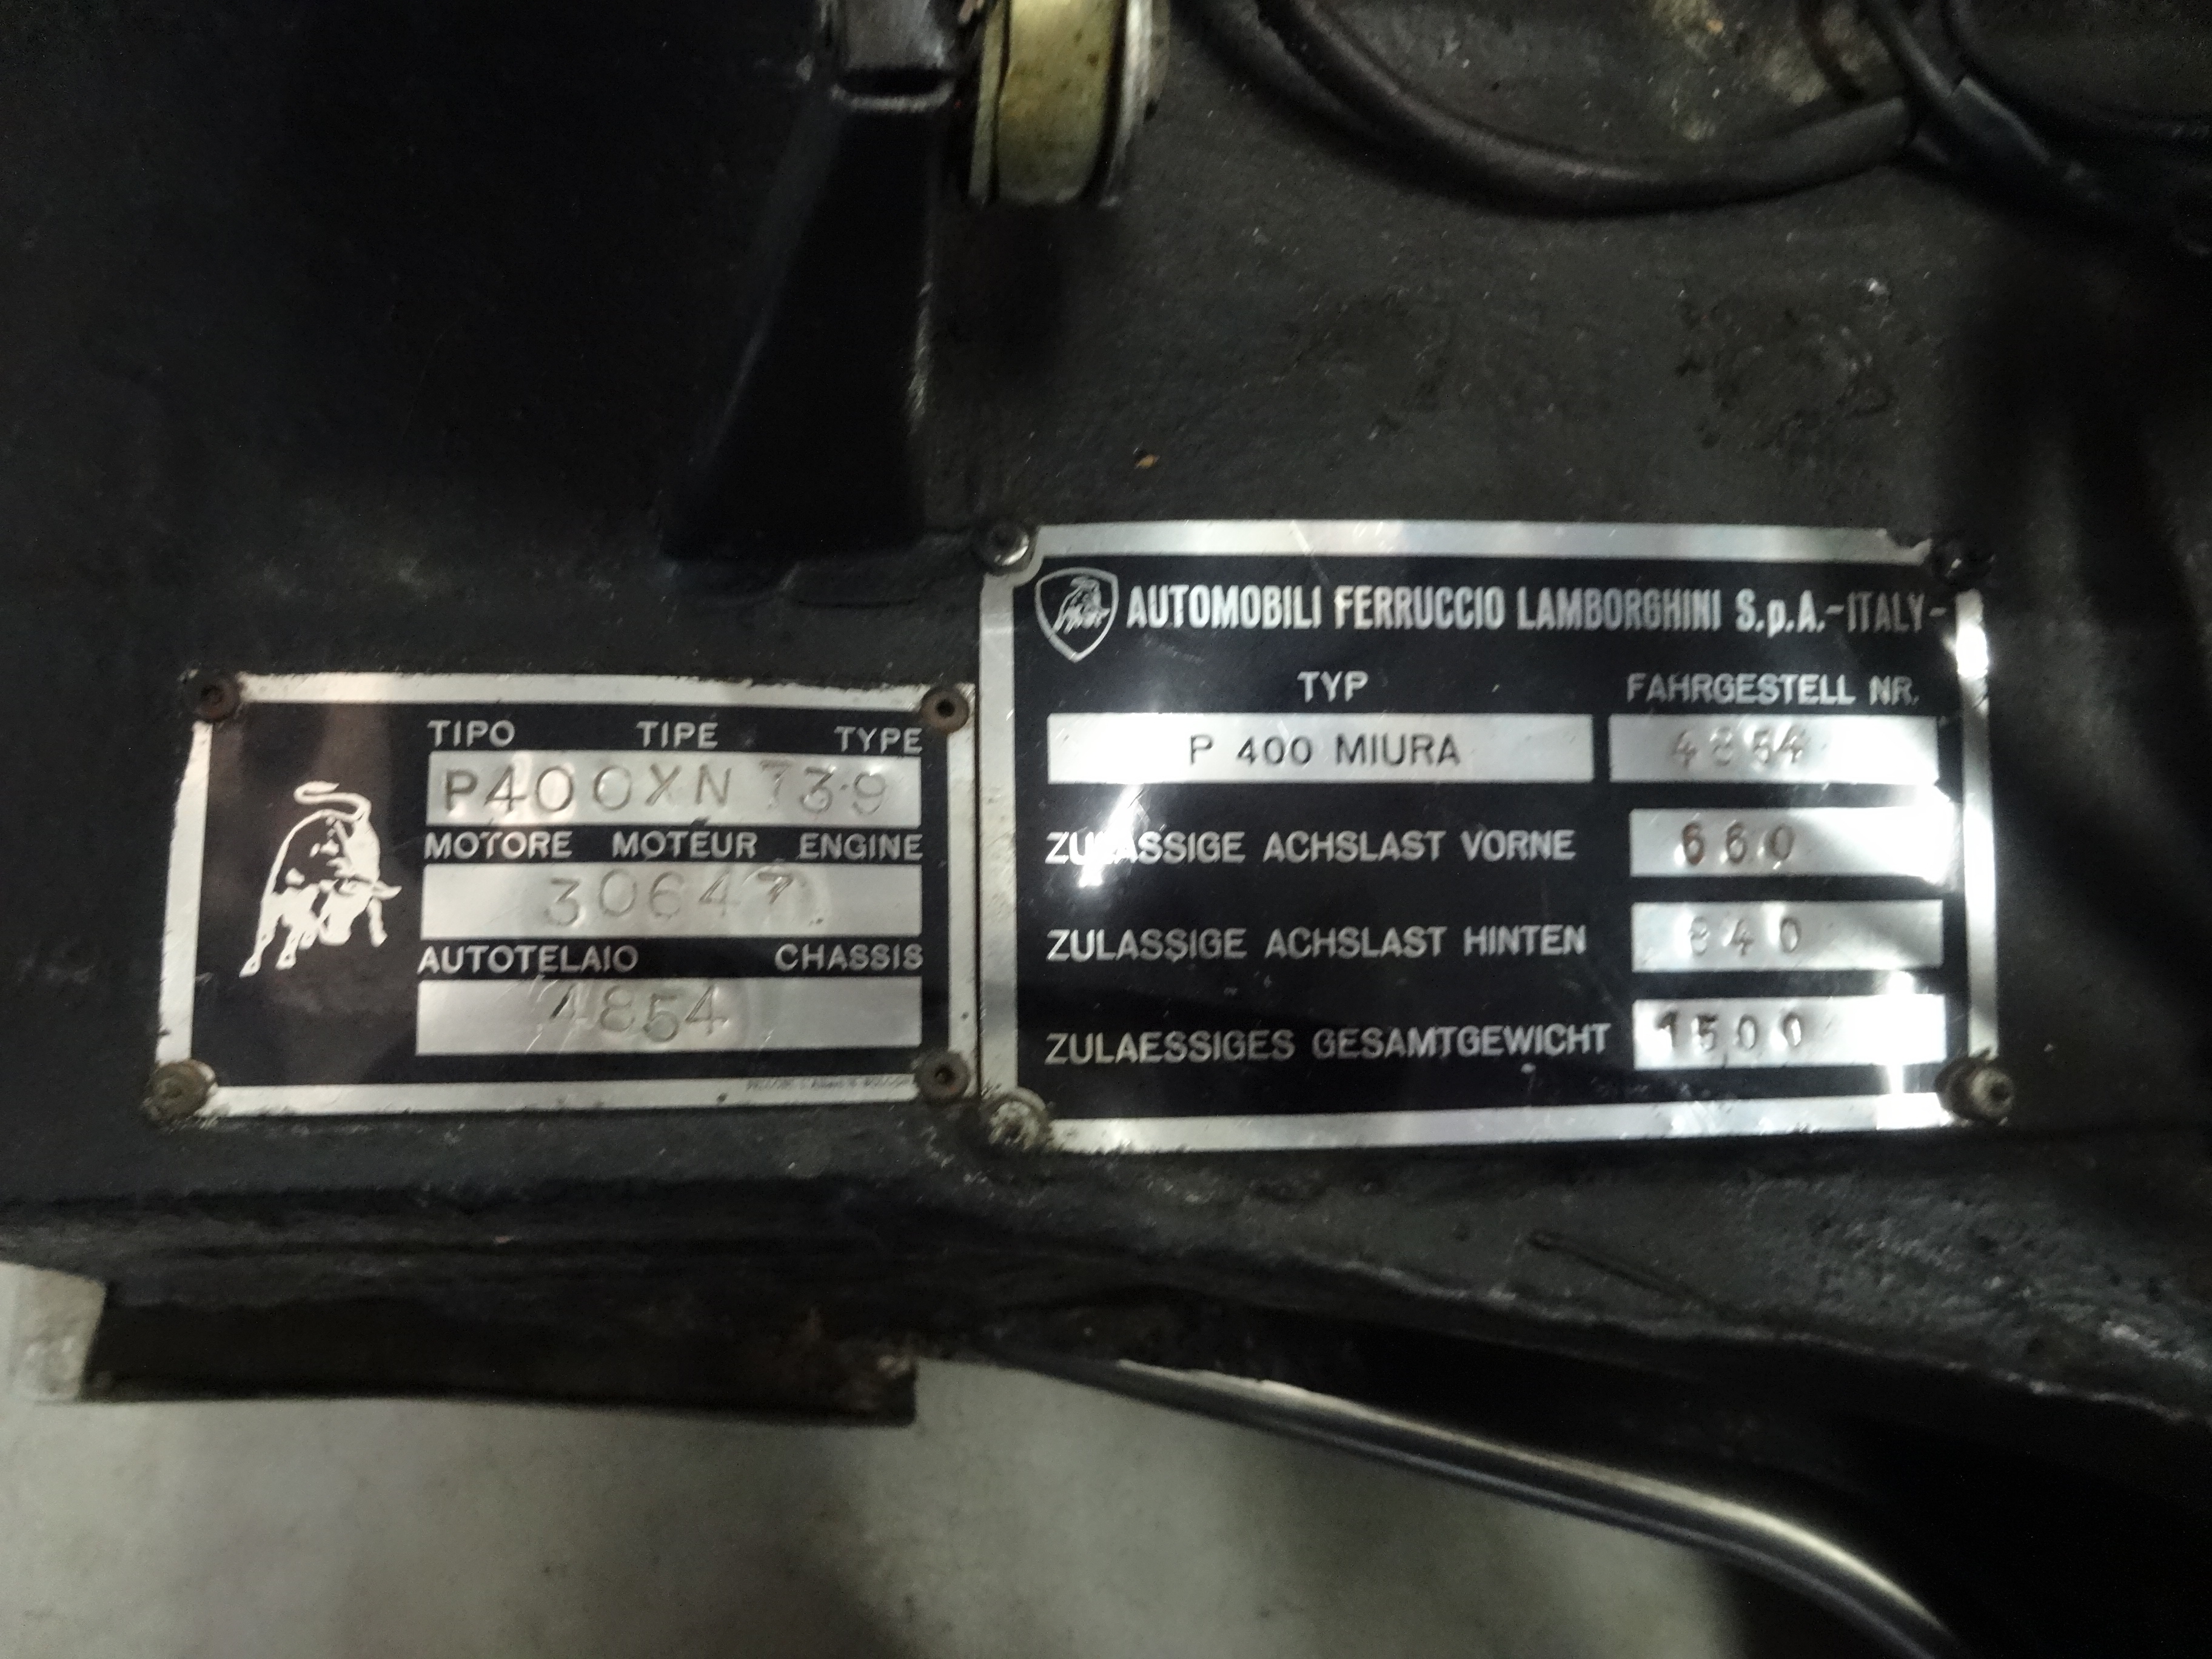 TIPO TIPE TYPE
P400XN 739
MOTORE MOTEUR ENGINE
30647
AUTOTELAIO CHASSIS
4854
AUTOMOBILI FERRUCCIO LAMBORGHINI S.p.A.-ITALY-
TYP FAHRGESTELL NR.
P 400 MIURA 4854
ZULASSIGE ACHSLAST VORNE 660
ZULASSIGE ACHSLAST HINTEN 840
ZULAESSIGES GESAMTGEWICHT 1500